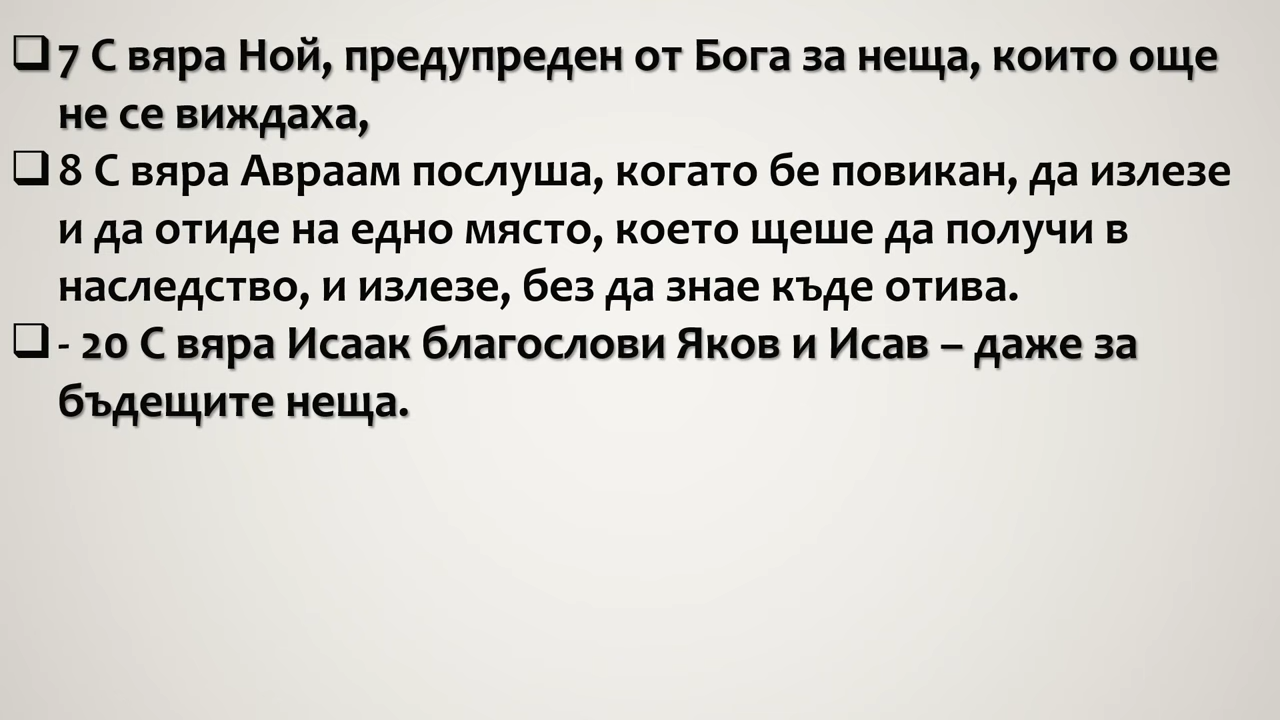 ❑7 С вяра Ной, предупреден от Бога за неща, които още
не се виждаха,
❑8 С вяра Авраам послуша, когато бе повикан, да излезе
и да отиде на едно място, което щеше да получи в
наследство, и излезе, без да знае къде отива.
❑- 20 С вяра Исаак благослови Яков и Исав – даже за
бъдещите неща.